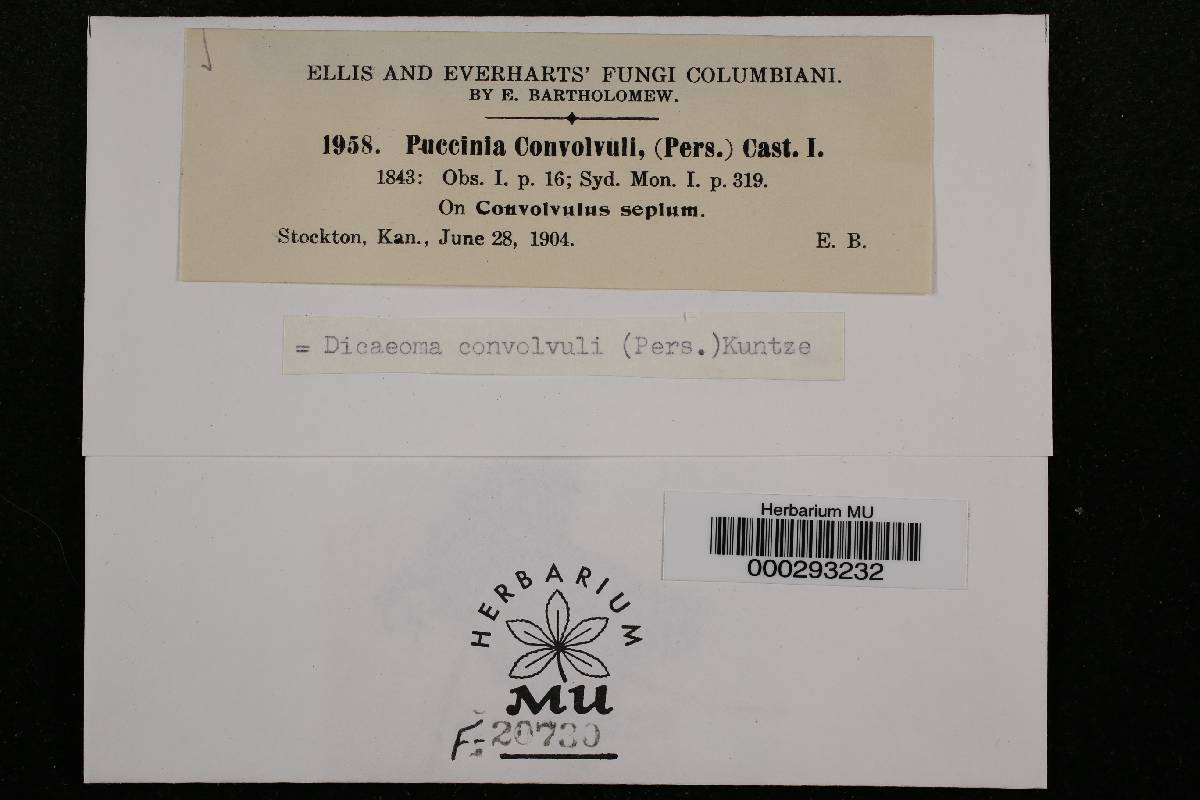 ELLIS AND EVERHARTS' FUNGI COLUMBIANI.
BY E. BARTHOLOMEW.
1958. Puccinia Convolvuli, (Pers.) Cast. I.
1843: Obs. I. p. 16; Syd. Mon. I. p. 319.
On Convolvulus sepium.
Stockton, Kan., June 28, 1904. E. B.
= Dicaeoma convolvuli (Pers.)Kuntze
Herbarium MU
000293232
HERBARIUM
MU
F- 20730